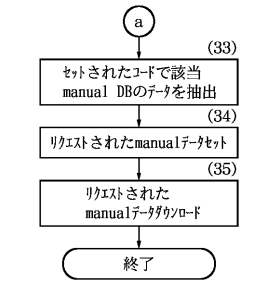 a
(33)
ｾｯﾄされたｺｰﾄﾞで該当
manual DBのﾃﾞｰﾀを抽出
(34)
ﾘｸｴｽﾄされたmanualﾃﾞｰﾀｾｯﾄ
(35)
ﾘｸｴｽﾄされた
manualﾃﾞｰﾀﾀﾞｳﾝﾛｰﾄﾞ
終了